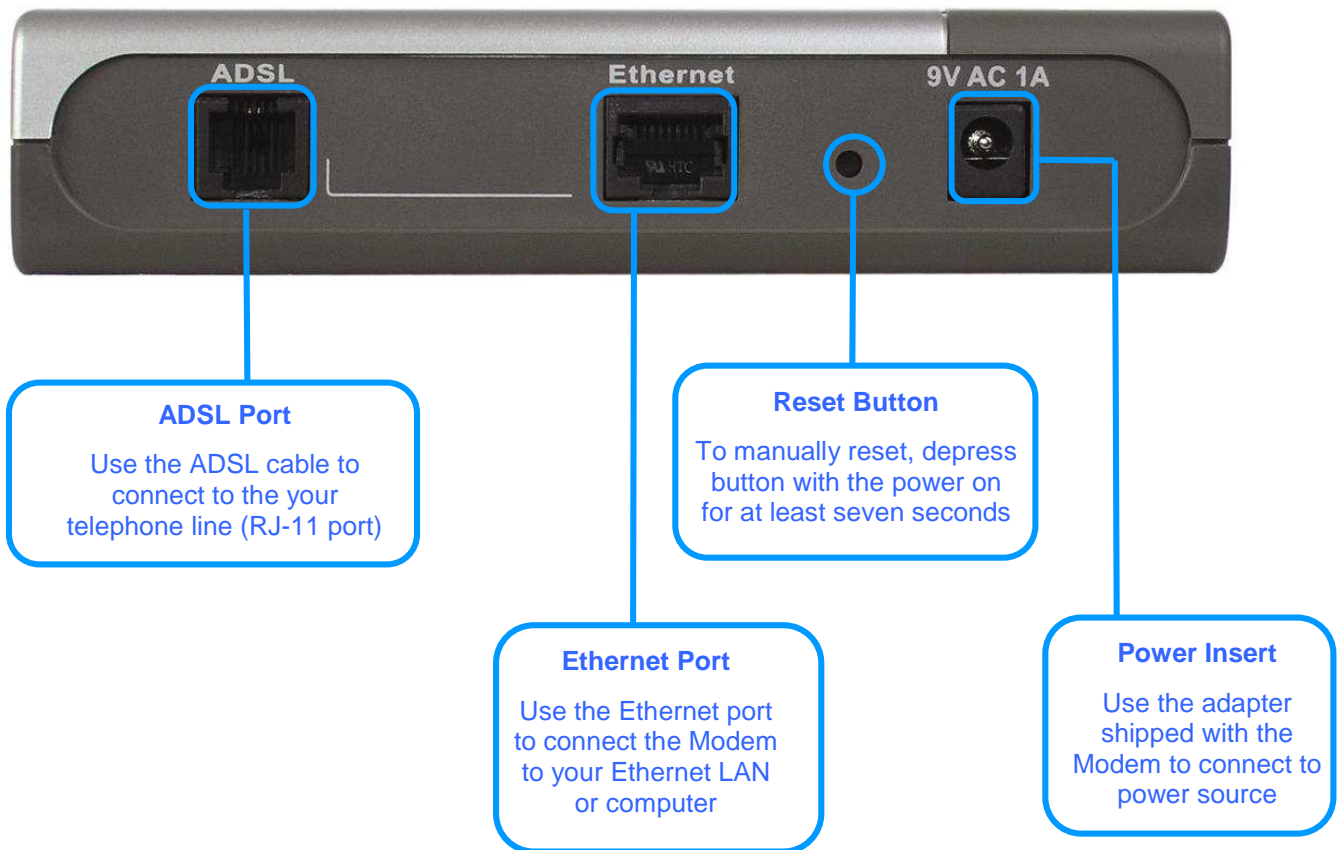 ADSL
Ethernet
9V AC 1A
ADSL Port
Use the ADSL cable to
connect to the your
telephone line (RJ-11 port)
Reset Button
To manually reset, depress
button with the power on
for at least seven seconds
Ethernet Port
Use the Ethernet port
to connect the Modem
to your Ethernet LAN
or computer
Power Insert
Use the adapter
shipped with the
Modem to connect to
power source